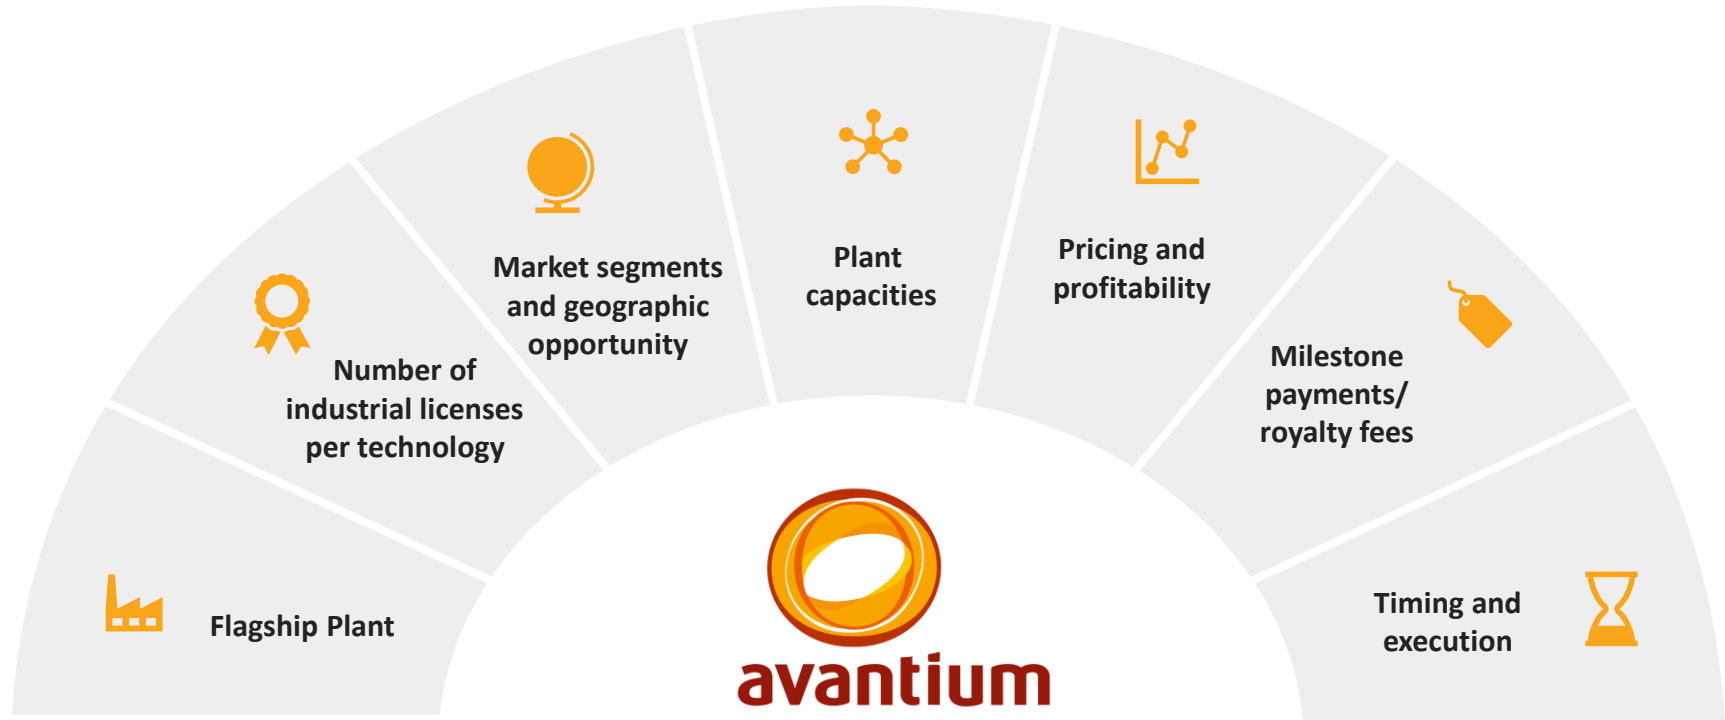 Flagship Plant
Number of
industrial licenses
per technology
Market segments
and geographic
opportunity
Plant
capacities
Pricing and
profitability
Milestone
payments/
royalty fees
Timing and
execution
avantium